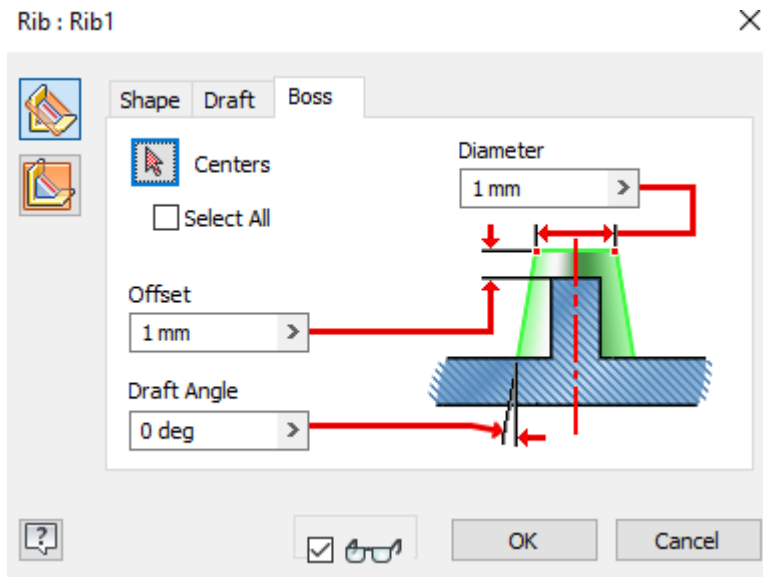 Rib : Rib1
Shape Draft Boss
Centers
Select All
Diameter
1 mm
Offset
1 mm
Draft Angle
0 deg
OK Cancel